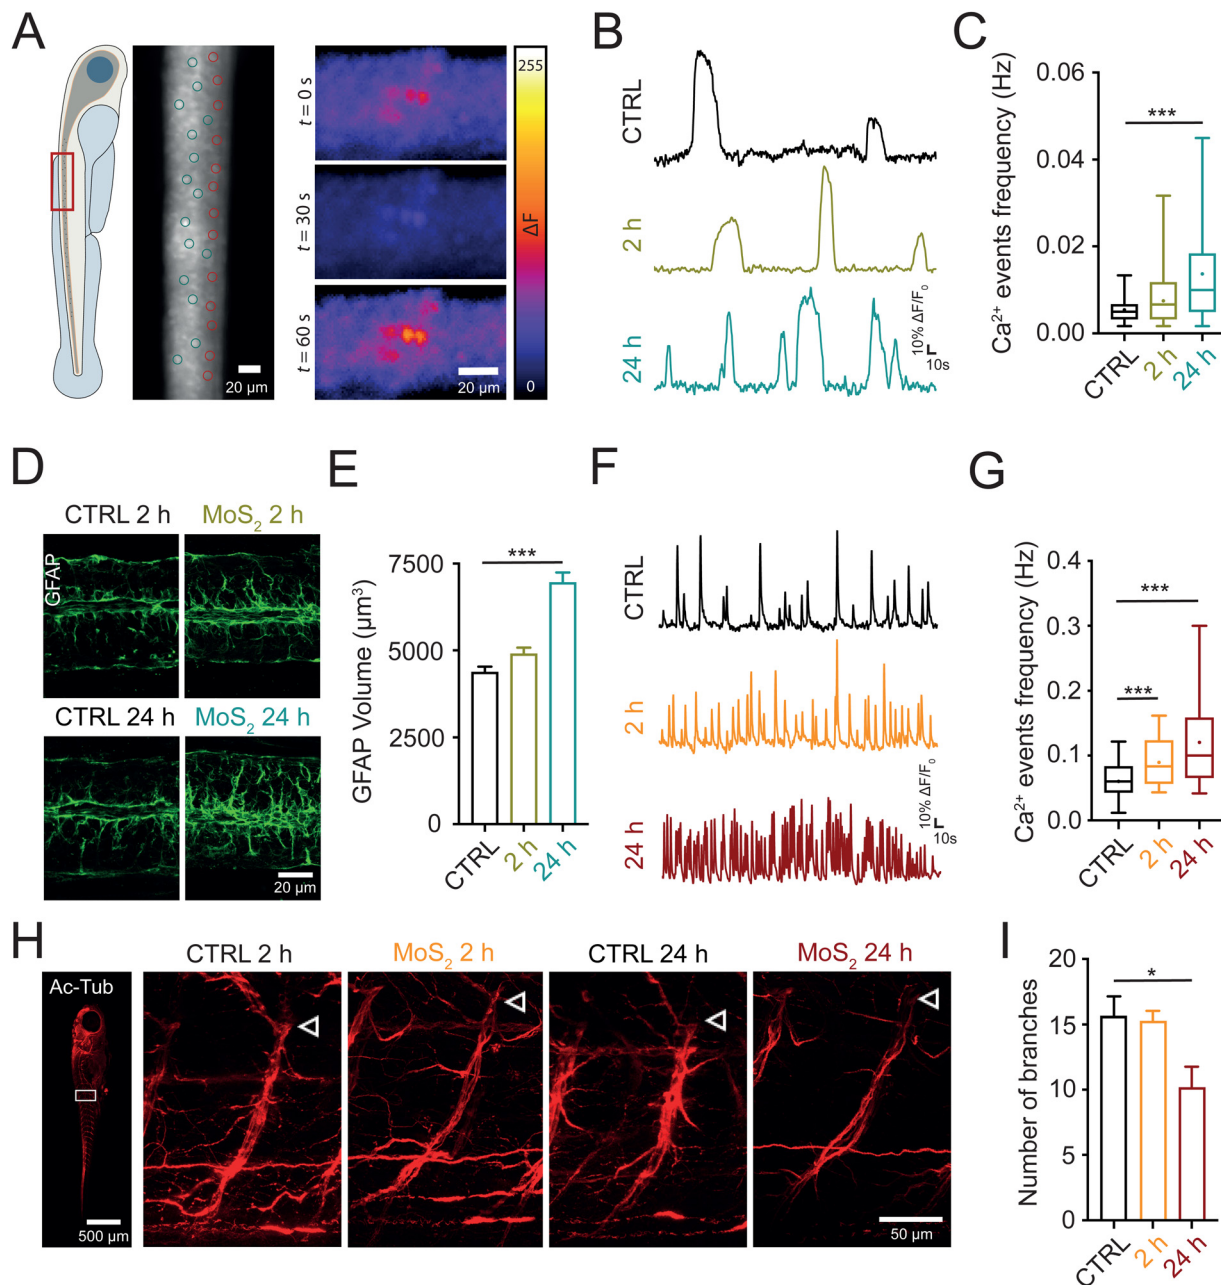 A
t = 0 s
t = 30 s
t = 60 s
20 µm
20 µm
255
ΔF
0
B
CTRL
2 h
24 h
10% ΔF/F₀
10s
C
Ca²⁺ events frequency (Hz)
0.06
0.04
0.02
0.00
***
CTRL
2 h
24 h
D
CTRL 2 h
MoS₂ 2 h
GFAP
CTRL 24 h
MoS₂ 24 h
20 µm
E
GFAP Volume (µm³)
7500
5000
2500
0
***
CTRL
2 h
24 h
F
CTRL
2 h
24 h
10% ΔF/F₀
10s
G
Ca²⁺ events frequency (Hz)
0.4
0.3
0.2
0.1
0.0
***
***
CTRL
2 h
24 h
H
CTRL 2 h
MoS₂ 2 h
CTRL 24 h
MoS₂ 24 h
Ac-Tub
500 µm
50 µm
I
Number of branches
20
15
10
5
0
*
CTRL
2 h
24 h